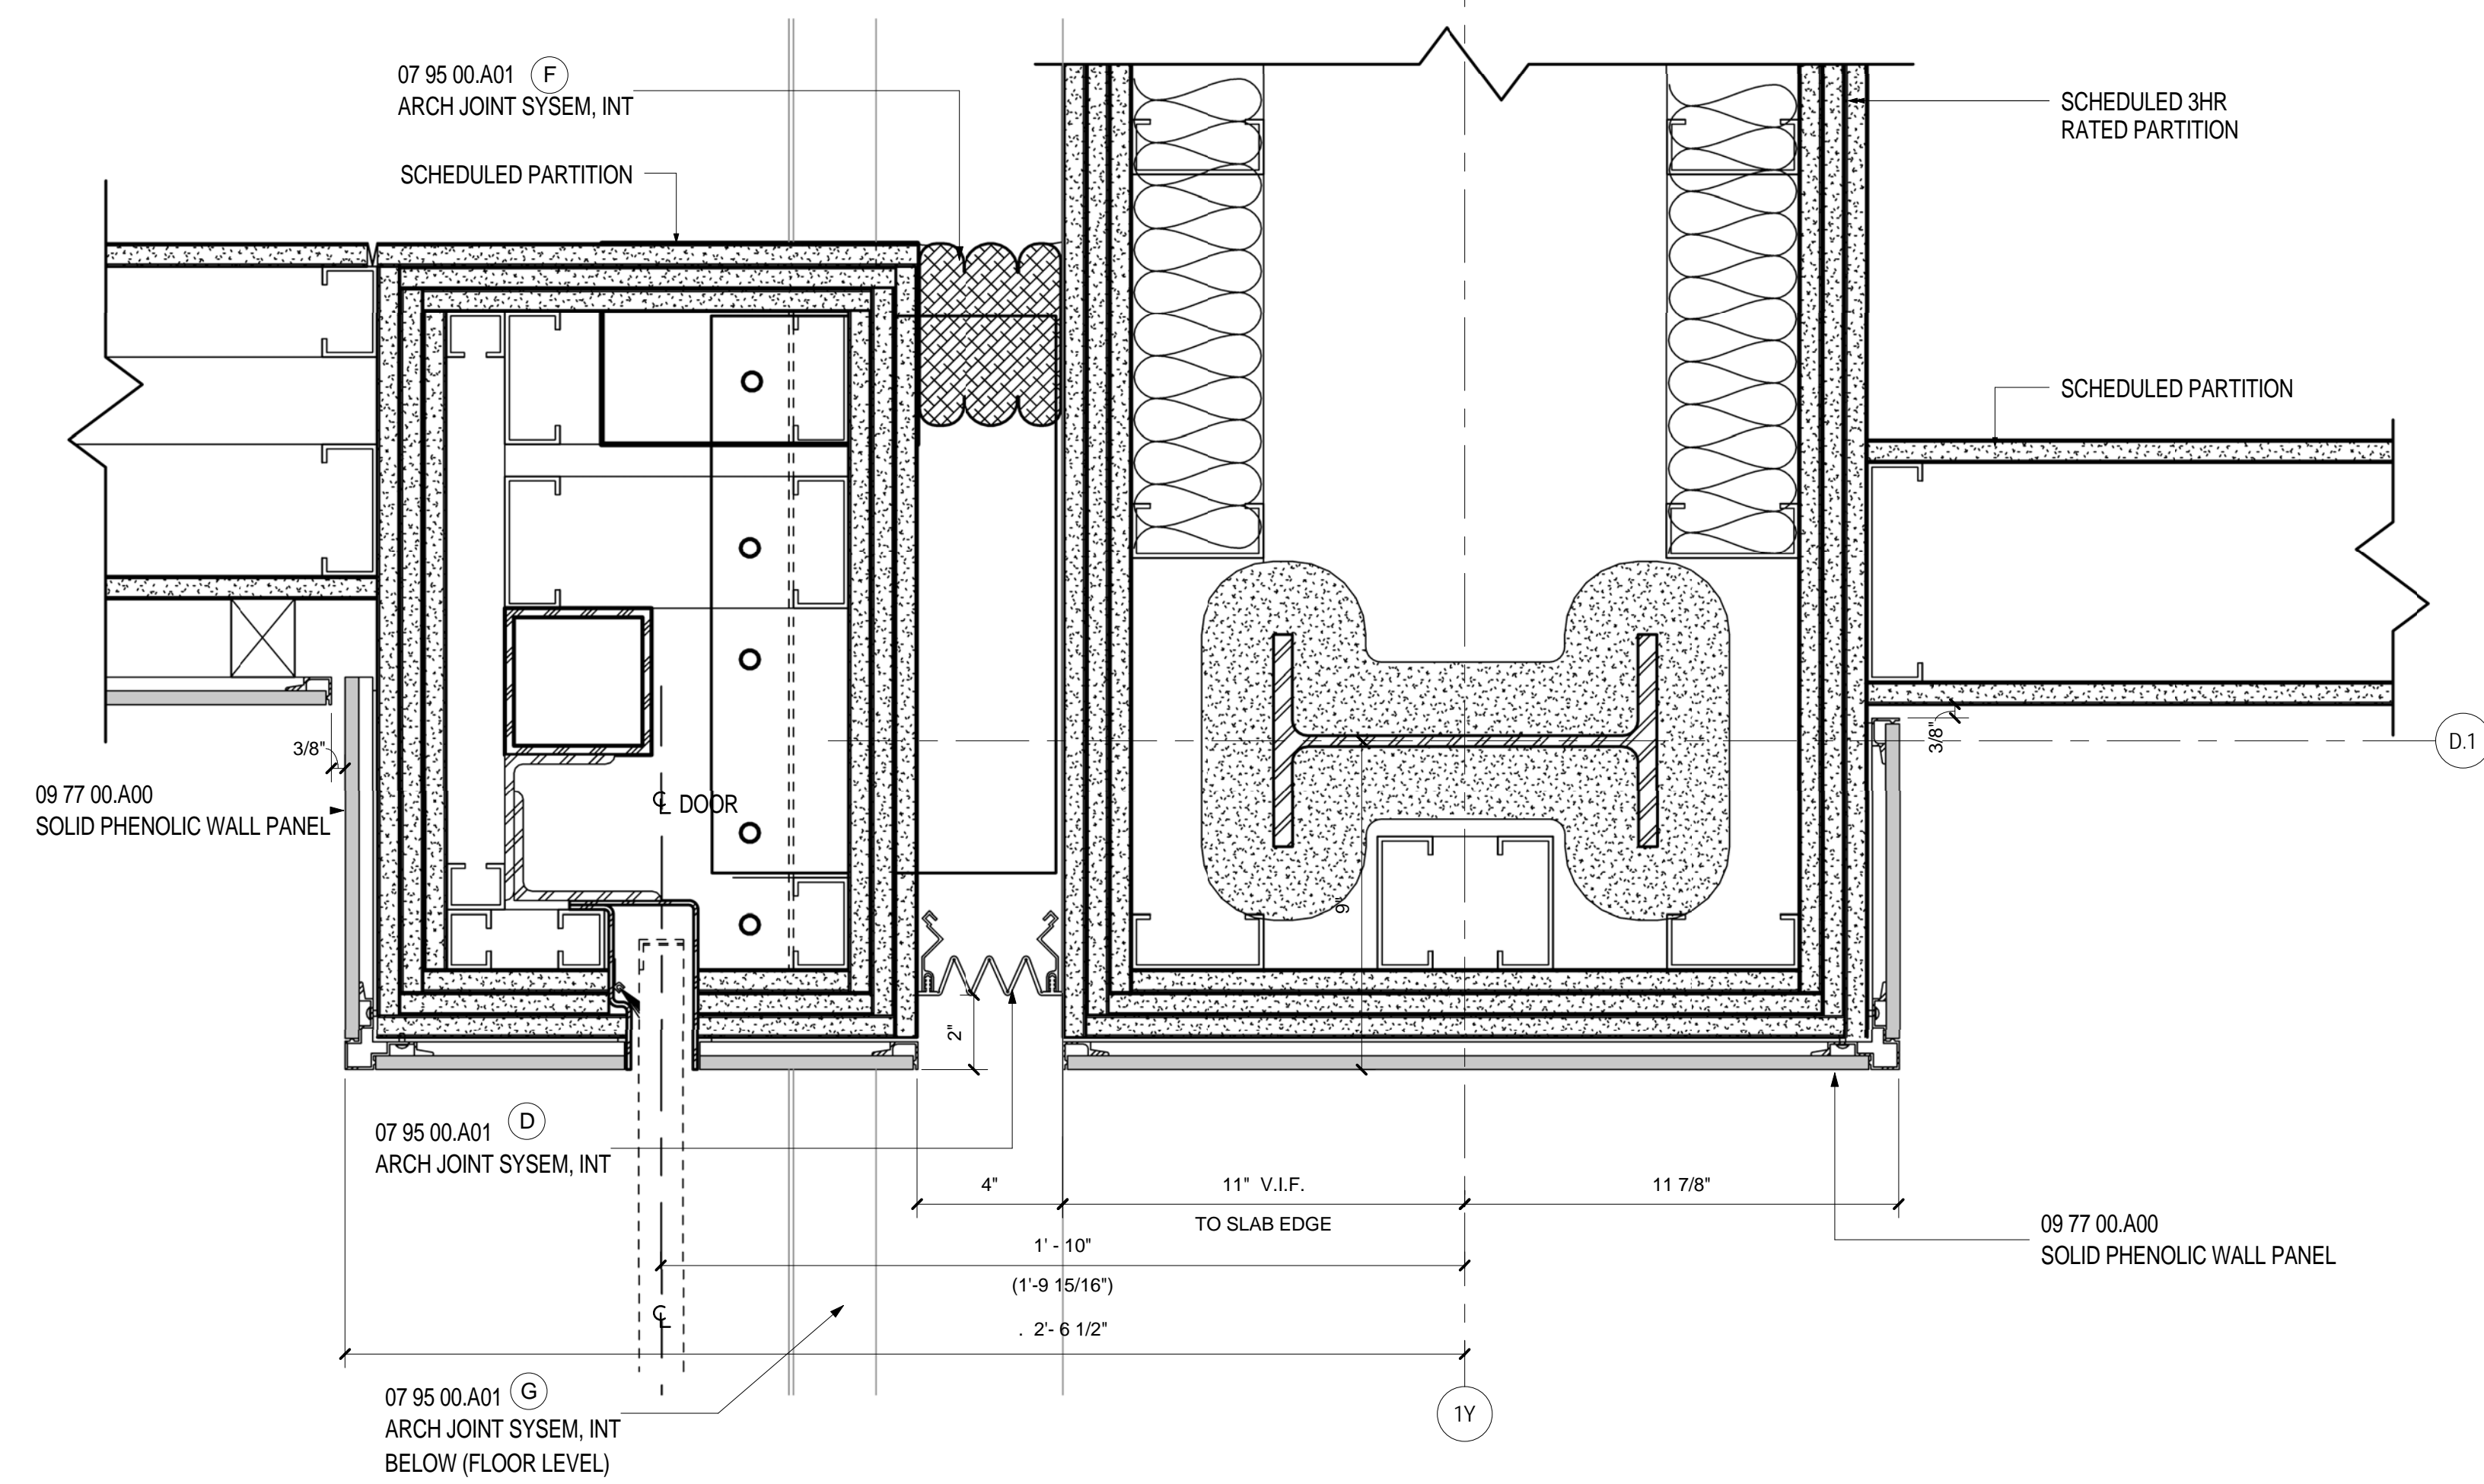 07 95 00.A01 F
ARCH JOINT SYSEM, INT
SCHEDULED PARTITION
SCHEDULED 3HR
RATED PARTITION
SCHEDULED PARTITION
3/8"
3/8"
D.1
09 77 00.A00
SOLID PHENOLIC WALL PANEL
℄ DOOR
9"
2"
07 95 00.A01 D
ARCH JOINT SYSEM, INT
4"
11" V.I.F.
11 7/8"
TO SLAB EDGE
09 77 00.A00
SOLID PHENOLIC WALL PANEL
1' - 10"
(1'-9 15/16")
℄
. 2'- 6 1/2"
07 95 00.A01 G
ARCH JOINT SYSEM, INT
BELOW (FLOOR LEVEL)
1Y